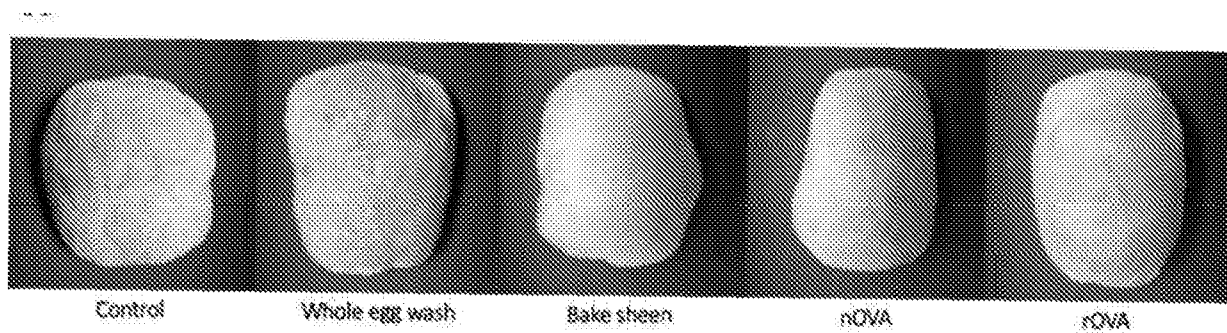 Control
Whole egg wash
Bake sheen
nOVA
rOVA